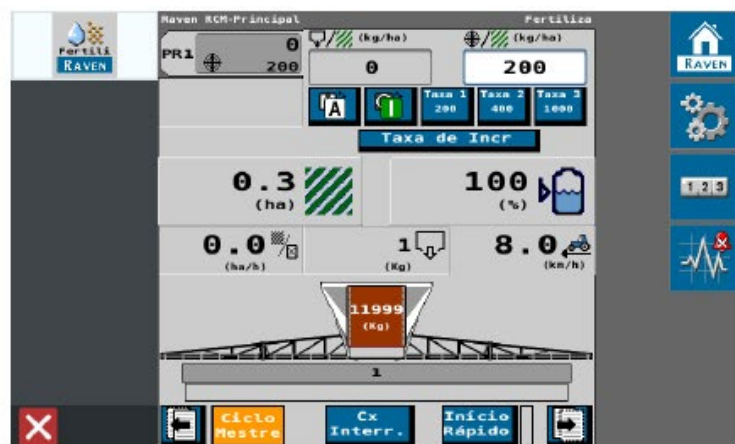 Raven RCM-Principal Fertiliza
Fertili
RAVEN
PR1 0
200
(kg/ha) (kg/ha)
0 200
A
Taxa 1 Taxa 2 Taxa 3
200 400 1000
Taxa de Incr
0.3 100
(ha) (%)
0.0 1 8.0
(ha/h) (Kg) (km/h)
11999
(Kg)
1
Ciclo Cx Início
Mestre Interr. Rápido
RAVEN
1 2 3